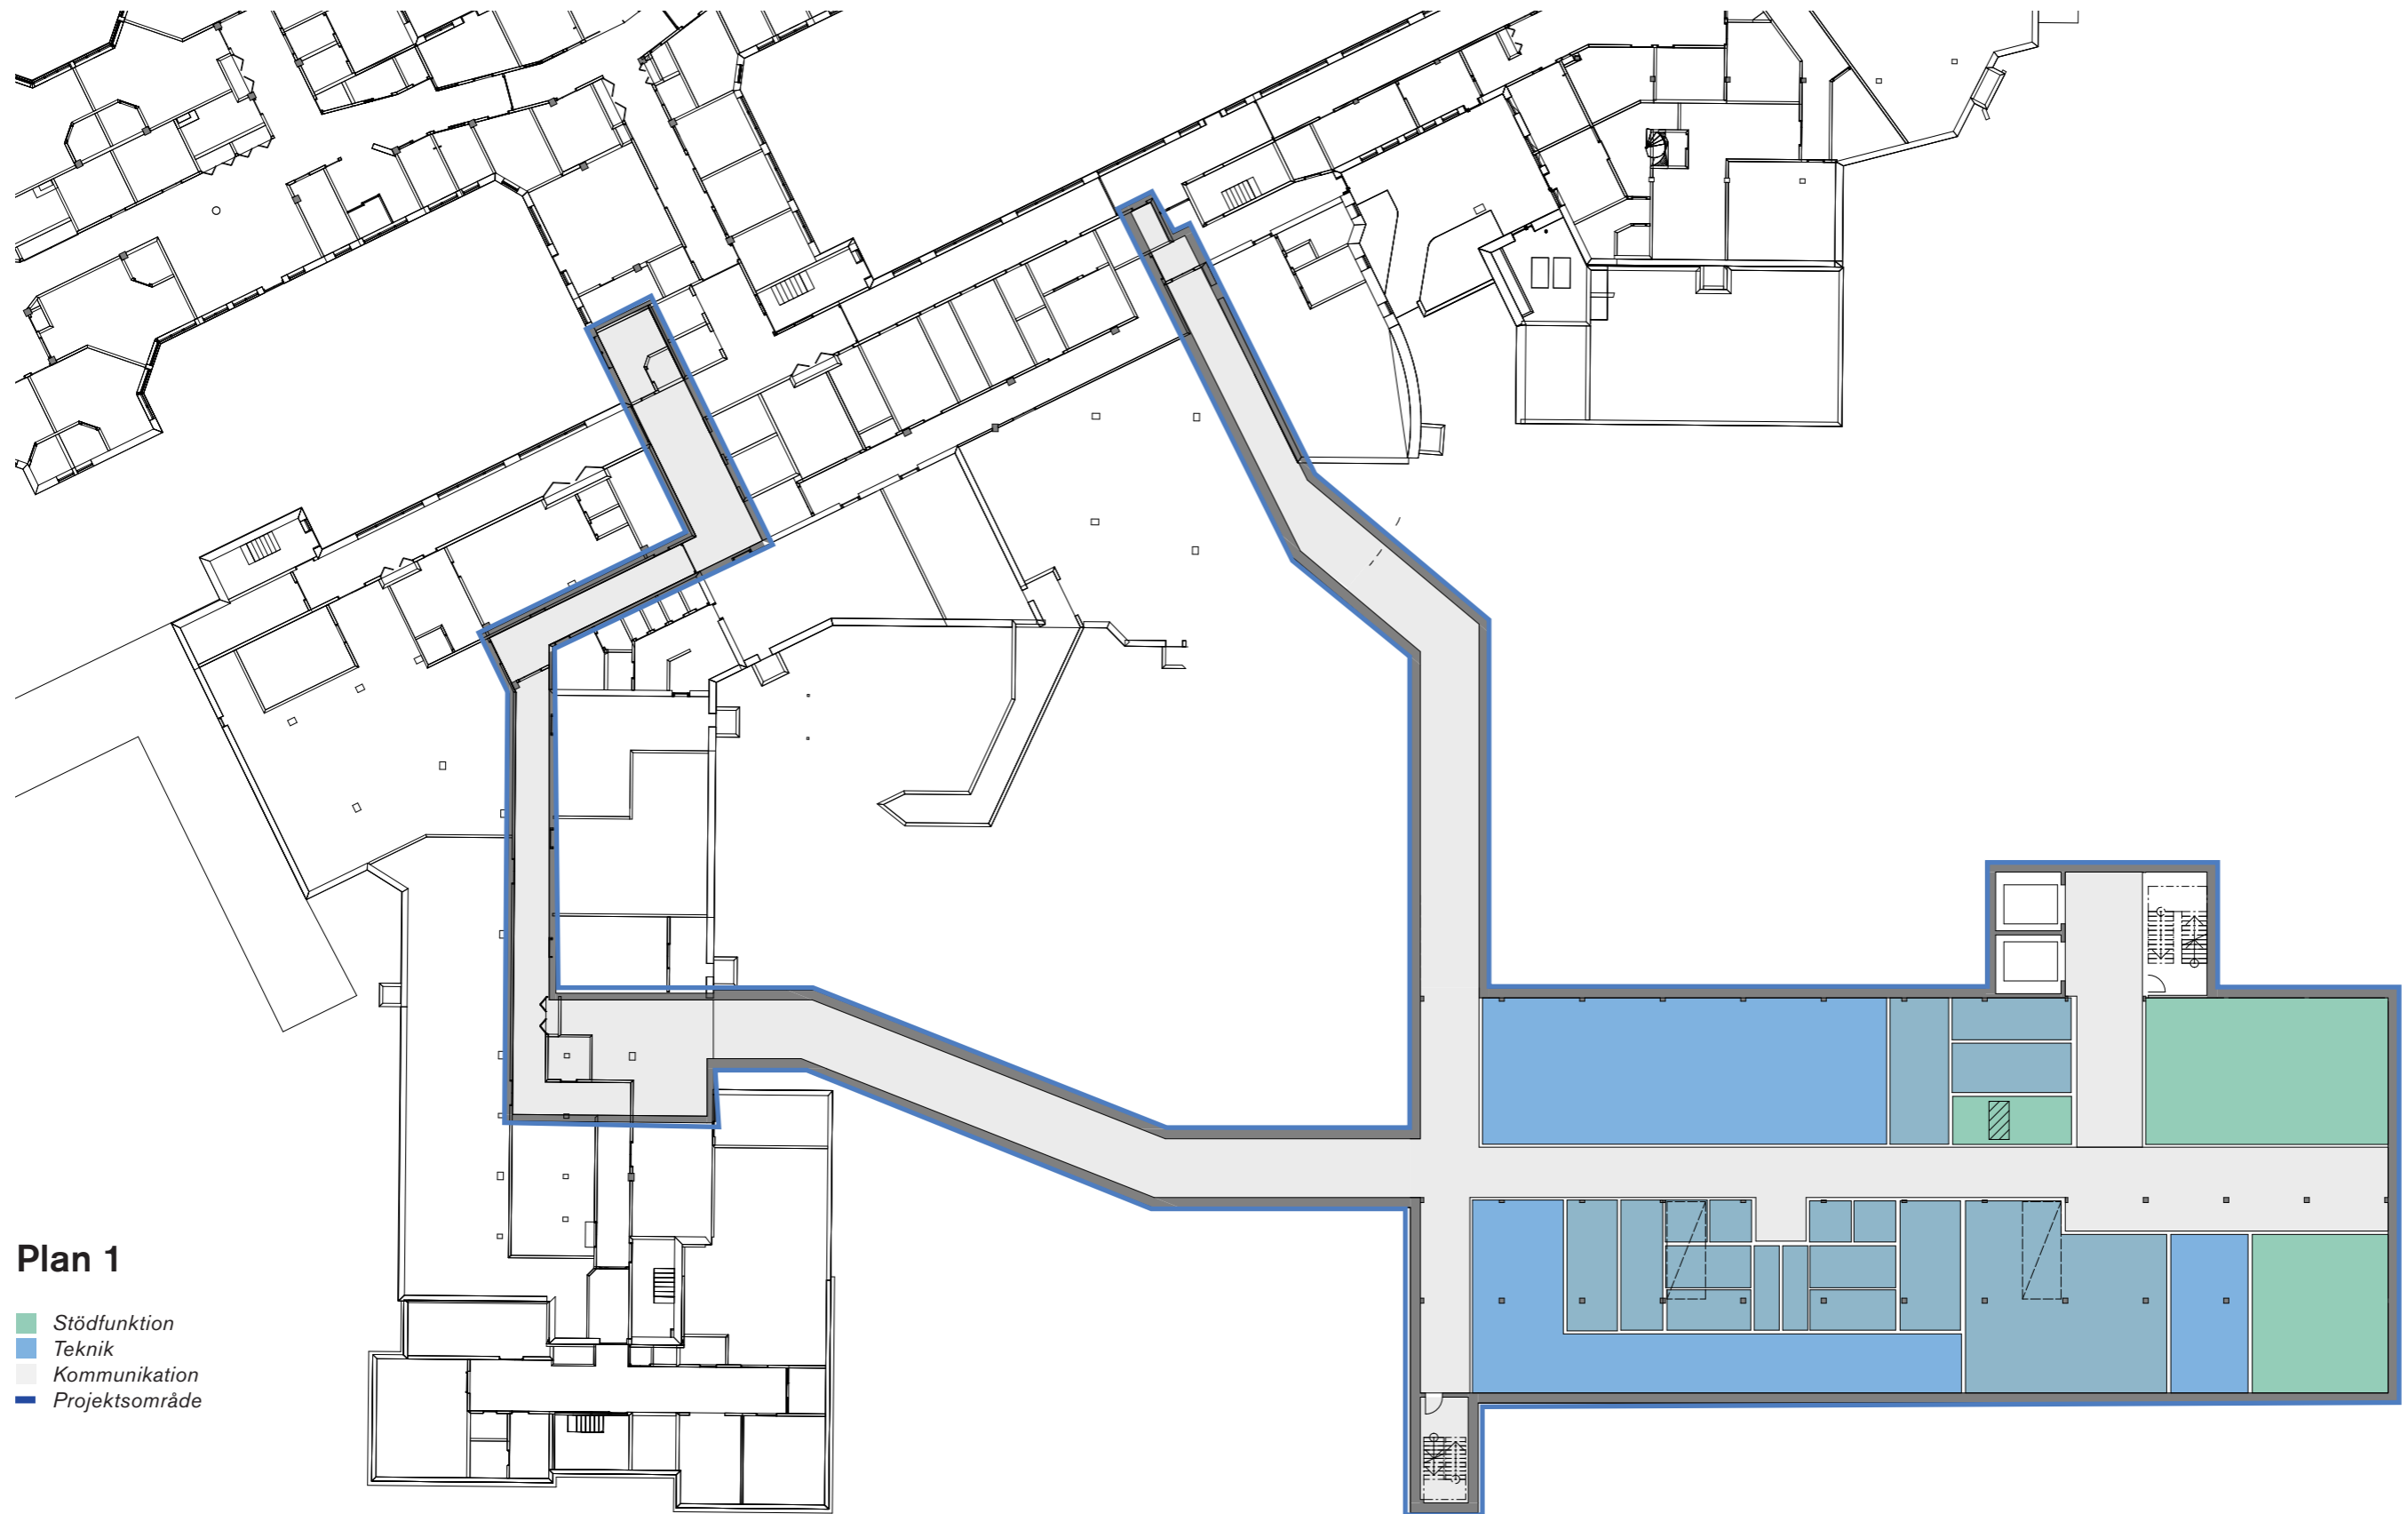 Plan 1
Stödfunktion
Teknik
Kommunikation
Projektsområde